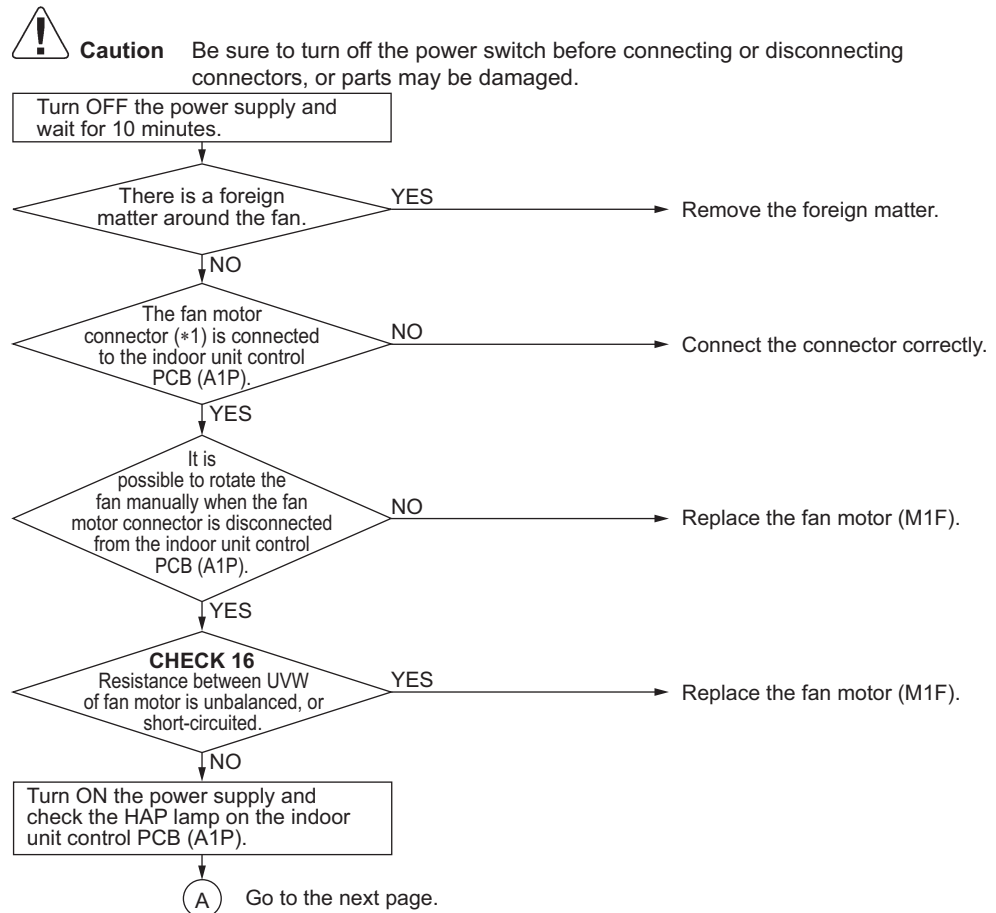 Caution Be sure to turn off the power switch before connecting or disconnecting
connectors, or parts may be damaged.
Turn OFF the power supply and
wait for 10 minutes.
There is a foreign
matter around the fan.
YES
Remove the foreign matter.
NO
The fan motor
connector (*1) is connected
to the indoor unit control
PCB (A1P).
NO
Connect the connector correctly.
YES
It is
possible to rotate the
fan manually when the fan
motor connector is disconnected
from the indoor unit control
PCB (A1P).
NO
Replace the fan motor (M1F).
YES
CHECK 16
Resistance between UVW
of fan motor is unbalanced, or
short-circuited.
YES
Replace the fan motor (M1F).
NO
Turn ON the power supply and
check the HAP lamp on the indoor
unit control PCB (A1P).
A Go to the next page.